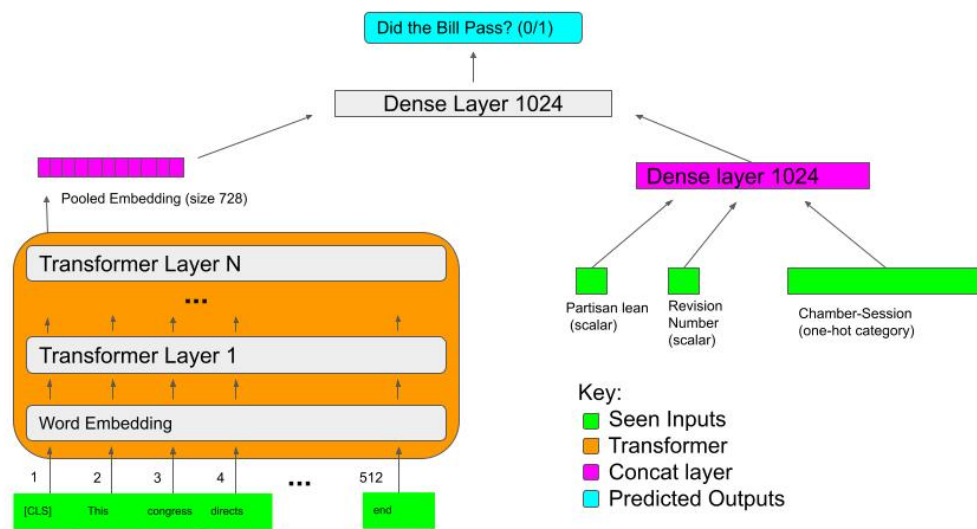 Did the Bill Pass? (0/1)
Dense Layer 1024
Dense layer 1024
Pooled Embedding (size 728)
Transformer Layer N
...
Transformer Layer 1
Word Embedding
1 2 3 4 ... 512
[CLS] This congress directs end
Partisan lean
(scalar)
Revision
Number
(scalar)
Chamber-Session
(one-hot category)
Key:
Seen Inputs
Transformer
Concat layer
Predicted Outputs